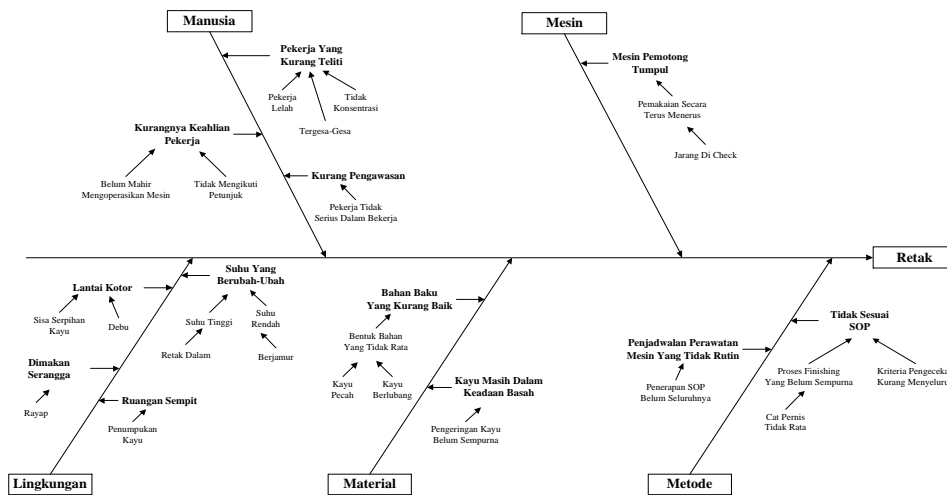 Manusia
Mesin
Pekerja Yang
Kurang Teliti
Pekerja
Lelah
Tidak
Konsentrasi
Tergesa-Gesa
Kurangnya Keahlian
Pekerja
Belum Mahir
Mengoperasikan Mesin
Tidak Mengikuti
Petunjuk
Kurang Pengawasan
Pekerja Tidak
Serius Dalam Bekerja
Mesin Pemotong
Tumpul
Pemakaian Secara
Terus Menerus
Jarang Di Check
Retak
Suhu Yang
Berubah-Ubah
Suhu Tinggi
Suhu
Rendah
Retak Dalam
Berjamur
Lantai Kotor
Sisa Serpihan
Kayu
Debu
Dimakan
Serangga
Rayap
Ruangan Sempit
Penumpukan
Kayu
Bahan Baku
Yang Kurang Baik
Bentuk Bahan
Yang Tidak Rata
Kayu
Pecah
Kayu
Berlubang
Kayu Masih Dalam
Keadaan Basah
Pengeringan Kayu
Belum Sempurna
Tidak Sesuai
SOP
Penjadwalan Perawatan
Mesin Yang Tidak Rutin
Penerapan SOP
Belum Seluruhnya
Proses Finishing
Yang Belum Sempurna
Kriteria Pengeceka
Kurang Menyeluru
Cat Pernis
Tidak Rata
Lingkungan
Material
Metode